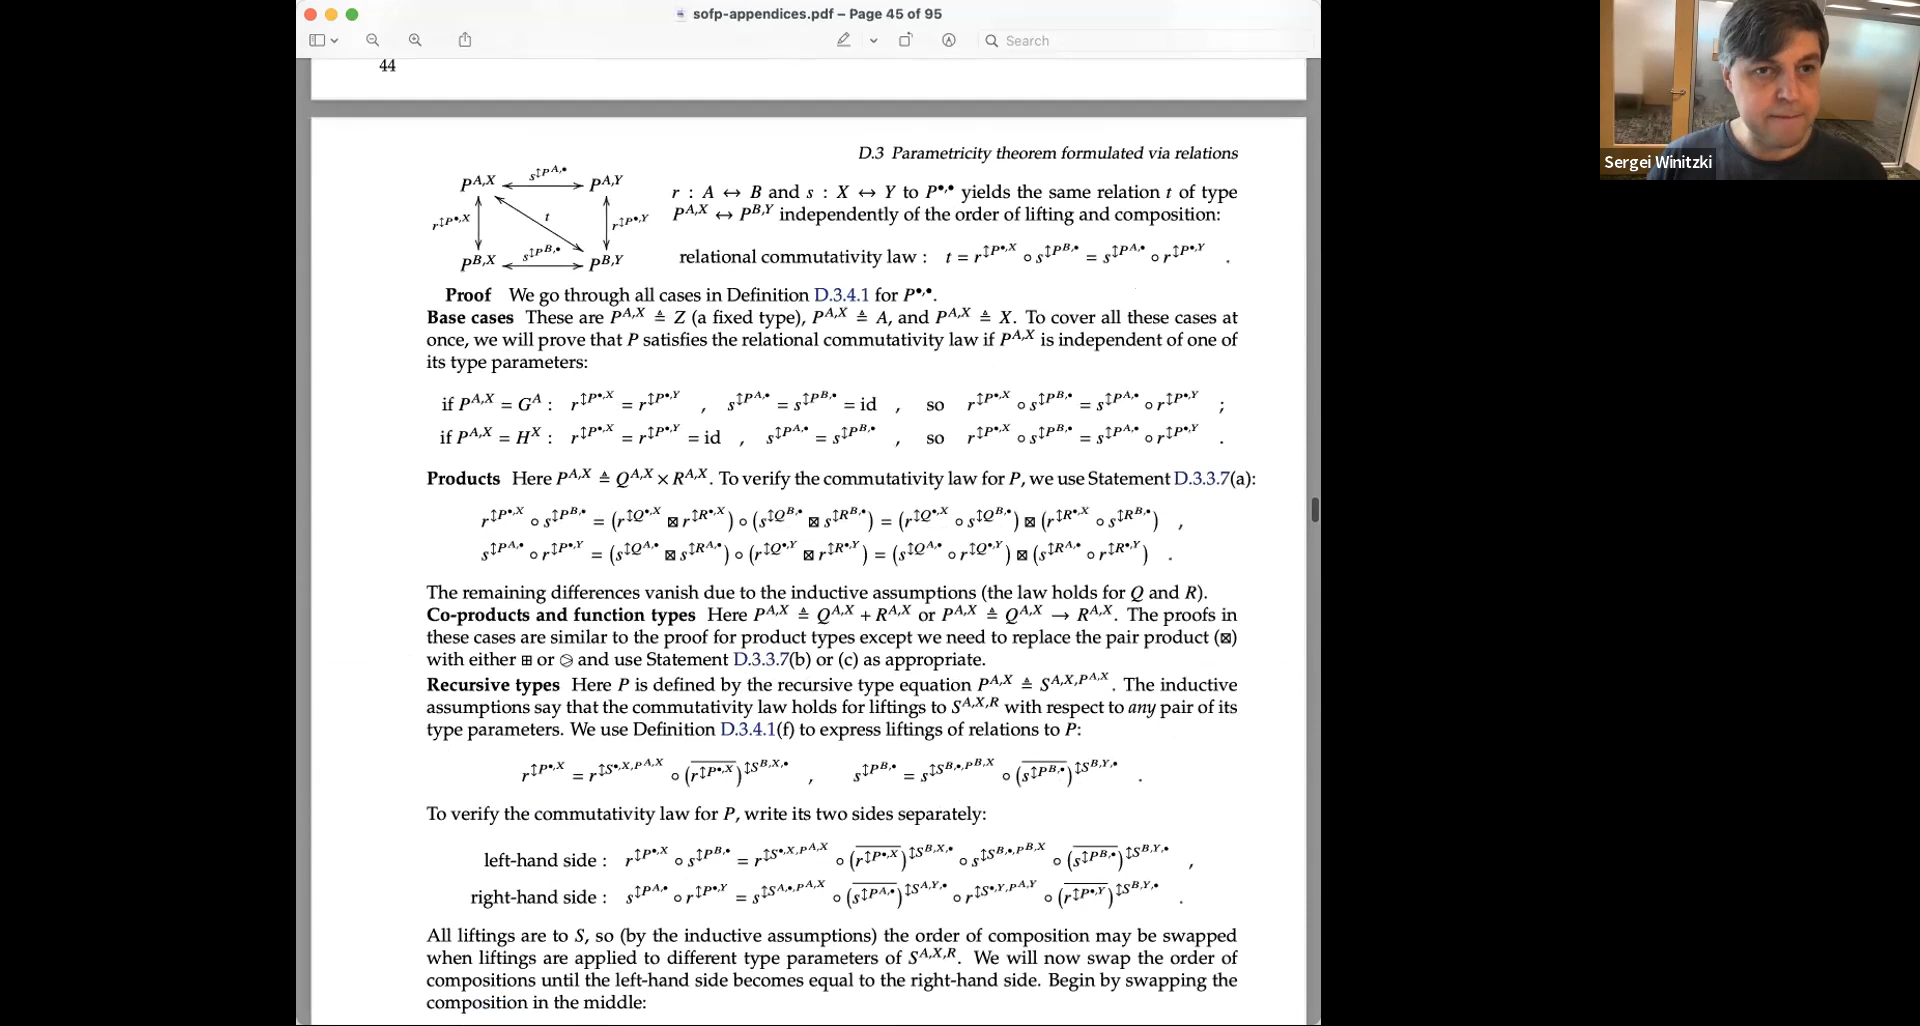 sofp-appendices.pdf – Page 45 of 95
Search
Sergei Winitzki
44
D.3 Parametricity theorem formulated via relations
P^{A,X} s^{↕P^{A,•}} P^{A,Y}
r^{↕P^{•,X}} t r^{↕P^{•,Y}}
P^{B,X} s^{↕P^{B,•}} P^{B,Y}
r : A ↔ B and s : X ↔ Y to P^{•,•} yields the same relation t of type
P^{A,X} ↔ P^{B,Y} independently of the order of lifting and composition:
relational commutativity law : t = r^{↕P^{•,X}} ∘ s^{↕P^{B,•}} = s^{↕P^{A,•}} ∘ r^{↕P^{•,Y}} .
Proof We go through all cases in Definition D.3.4.1 for P^{•,•}.
Base cases These are P^{A,X} ≜ Z (a fixed type), P^{A,X} ≜ A, and P^{A,X} ≜ X. To cover all these cases at
once, we will prove that P satisfies the relational commutativity law if P^{A,X} is independent of one of
its type parameters:
if P^{A,X} = G^A : r^{↕P^{•,X}} = r^{↕P^{•,Y}} , s^{↕P^{A,•}} = s^{↕P^{B,•}} = id , so r^{↕P^{•,X}} ∘ s^{↕P^{B,•}} = s^{↕P^{A,•}} ∘ r^{↕P^{•,Y}} ;
if P^{A,X} = H^X : r^{↕P^{•,X}} = r^{↕P^{•,Y}} = id , s^{↕P^{A,•}} = s^{↕P^{B,•}} , so r^{↕P^{•,X}} ∘ s^{↕P^{B,•}} = s^{↕P^{A,•}} ∘ r^{↕P^{•,Y}} .
Products Here P^{A,X} ≜ Q^{A,X} × R^{A,X}. To verify the commutativity law for P, we use Statement D.3.3.7(a):
r^{↕P^{•,X}} ∘ s^{↕P^{B,•}} = (r^{↕Q^{•,X}} ⊠ r^{↕R^{•,X}}) ∘ (s^{↕Q^{B,•}} ⊠ s^{↕R^{B,•}}) = (r^{↕Q^{•,X}} ∘ s^{↕Q^{B,•}}) ⊠ (r^{↕R^{•,X}} ∘ s^{↕R^{B,•}}) ,
s^{↕P^{A,•}} ∘ r^{↕P^{•,Y}} = (s^{↕Q^{A,•}} ⊠ s^{↕R^{A,•}}) ∘ (r^{↕Q^{•,Y}} ⊠ r^{↕R^{•,Y}}) = (s^{↕Q^{A,•}} ∘ r^{↕Q^{•,Y}}) ⊠ (s^{↕R^{A,•}} ∘ r^{↕R^{•,Y}}) .
The remaining differences vanish due to the inductive assumptions (the law holds for Q and R).
Co-products and function types Here P^{A,X} ≜ Q^{A,X} + R^{A,X} or P^{A,X} ≜ Q^{A,X} → R^{A,X}. The proofs in
these cases are similar to the proof for product types except we need to replace the pair product (⊠)
with either ⊞ or ⧁ and use Statement D.3.3.7(b) or (c) as appropriate.
Recursive types Here P is defined by the recursive type equation P^{A,X} ≜ S^{A,X,P^{A,X}}. The inductive
assumptions say that the commutativity law holds for liftings to S^{A,X,R} with respect to any pair of its
type parameters. We use Definition D.3.4.1(f) to express liftings of relations to P:
r^{↕P^{•,X}} = r^{↕S^{•,X,P^{A,X}}} ∘ (\overline{r^{↕P^{•,X}}})^{↕S^{B,X,•}} , s^{↕P^{B,•}} = s^{↕S^{B,•,P^{B,X}}} ∘ (\overline{s^{↕P^{B,•}}})^{↕S^{B,Y,•}} .
To verify the commutativity law for P, write its two sides separately:
left-hand side : r^{↕P^{•,X}} ∘ s^{↕P^{B,•}} = r^{↕S^{•,X,P^{A,X}}} ∘ (\overline{r^{↕P^{•,X}}})^{↕S^{B,X,•}} ∘ s^{↕S^{B,•,P^{B,X}}} ∘ (\overline{s^{↕P^{B,•}}})^{↕S^{B,Y,•}} ,
right-hand side : s^{↕P^{A,•}} ∘ r^{↕P^{•,Y}} = s^{↕S^{A,•,P^{A,X}}} ∘ (\overline{s^{↕P^{A,•}}})^{↕S^{A,Y,•}} ∘ r^{↕S^{•,Y,P^{A,Y}}} ∘ (\overline{r^{↕P^{•,Y}}})^{↕S^{B,Y,•}} .
All liftings are to S, so (by the inductive assumptions) the order of composition may be swapped
when liftings are applied to different type parameters of S^{A,X,R}. We will now swap the order of
compositions until the left-hand side becomes equal to the right-hand side. Begin by swapping the
composition in the middle: